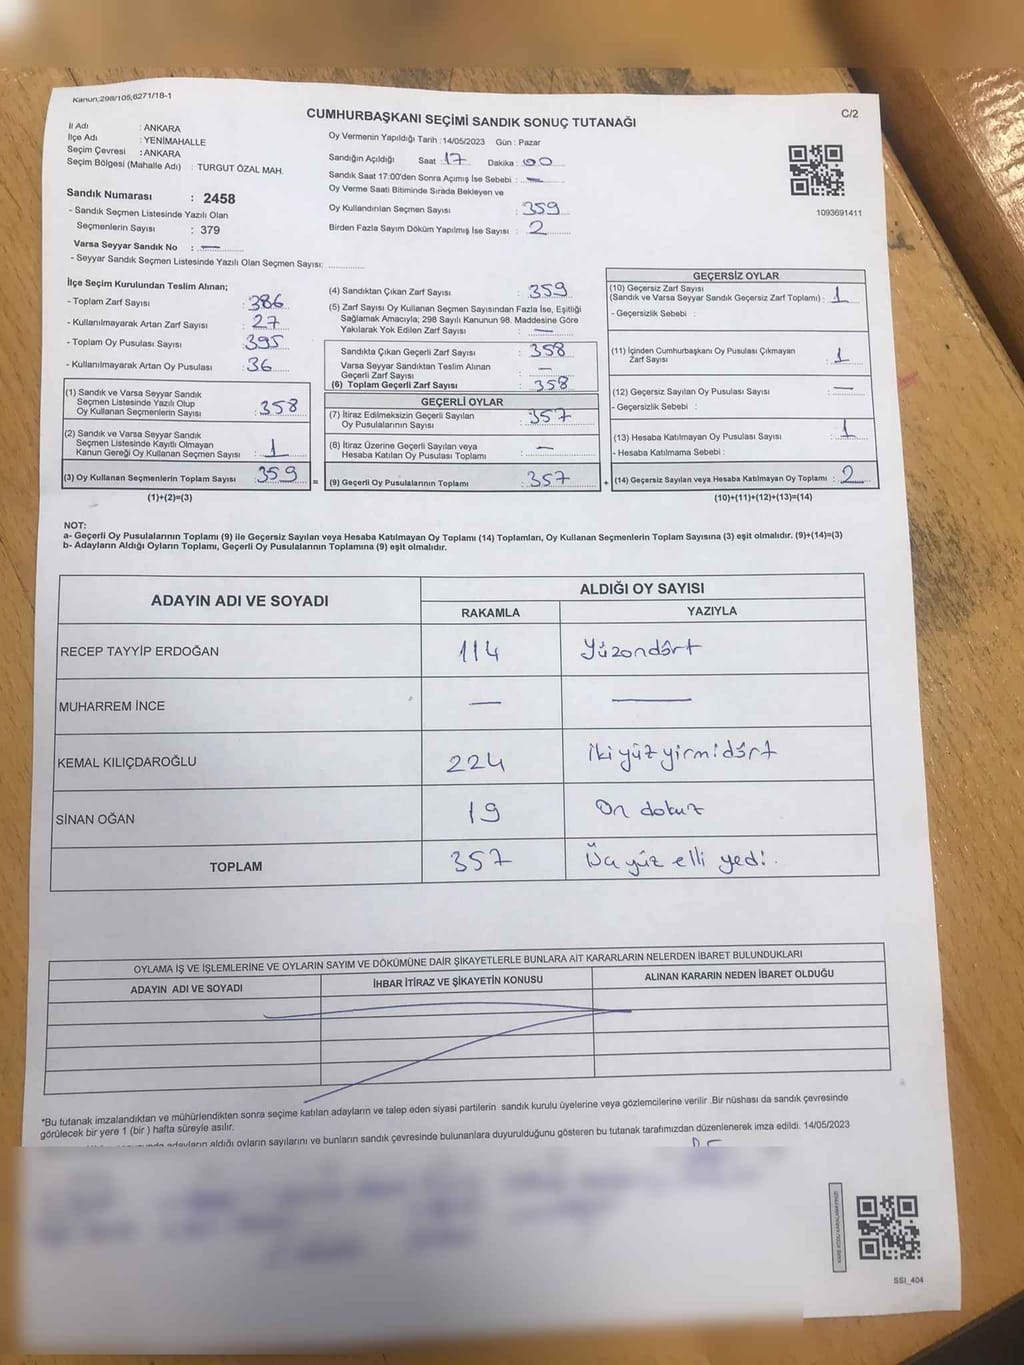 Kanun:298/105;6271/18-1
C/2
CUMHURBAŞKANI SEÇİMİ SANDIK SONUÇ TUTANAĞI
İl Adı : ANKARA
İlçe Adı : YENİMAHALLE
Seçim Çevresi : ANKARA
Seçim Bölgesi (Mahalle Adı) : TURGUT ÖZAL MAH.
Sandık Numarası : 2458
- Sandık Seçmen Listesinde Yazılı Olan
Seçmenlerin Sayısı : 379
Varsa Seyyar Sandık No : —
- Seyyar Sandık Seçmen Listesinde Yazılı Olan Seçmen Sayısı: ..............
Oy Vermenin Yapıldığı Tarih : 14/05/2023 Gün : Pazar
Sandığın Açıldığı Saat : 17 Dakika : 00
Sandık Saat 17:00'den Sonra Açımış İse Sebebi : —
Oy Verme Saati Bitiminde Sırada Bekleyen ve
Oy Kullandırılan Seçmen Sayısı : 359
Birden Fazla Sayım Döküm Yapılmış İse Sayısı : 2
1093691411
İlçe Seçim Kurulundan Teslim Alınan;
- Toplam Zarf Sayısı : 386
- Kullanılmayarak Artan Zarf Sayısı : 27
- Toplam Oy Pusulası Sayısı : 395
- Kullanılmayarak Artan Oy Pusulası : 36
(1) Sandık ve Varsa Seyyar Sandık
Seçmen Listesinde Yazılı Olup
Oy Kullanan Seçmenlerin Sayısı : 358
(2) Sandık ve Varsa Seyyar Sandık
Seçmen Listesinde Kayıtlı Olmayan
Kanun Gereği Oy Kullanan Seçmen Sayısı : 1
(3) Oy Kullanan Seçmenlerin Toplam Sayısı : 359
(1)+(2)=(3)
(4) Sandıktan Çıkan Zarf Sayısı : 359
(5) Zarf Sayısı Oy Kullanan Seçmen Sayısından Fazla İse, Eşitliği
Sağlamak Amacıyla; 298 Sayılı Kanunun 98. Maddesine Göre
Yakılarak Yok Edilen Zarf Sayısı : —
Sandıkta Çıkan Geçerli Zarf Sayısı : 358
Varsa Seyyar Sandıktan Teslim Alınan
Geçerli Zarf Sayısı : —
(6) Toplam Geçerli Zarf Sayısı : 358
GEÇERLİ OYLAR
(7) İtiraz Edilmeksizin Geçerli Sayılan
Oy Pusulalarının Sayısı : 357
(8) İtiraz Üzerine Geçerli Sayılan veya
Hesaba Katılan Oy Pusulası Toplamı : —
= (9) Geçerli Oy Pusulalarının Toplamı : 357
GEÇERSİZ OYLAR
(10) Geçersiz Zarf Sayısı
(Sandık ve Varsa Seyyar Sandık Geçersiz Zarf Toplamı) : 1
- Geçersizlik Sebebi :
(11) İçinden Cumhurbaşkanı Oy Pusulası Çıkmayan
Zarf Sayısı : 1
(12) Geçersiz Sayılan Oy Pusulası Sayısı : —
- Geçersizlik Sebebi :
(13) Hesaba Katılmayan Oy Pusulası Sayısı : 1
- Hesaba Katılmama Sebebi :
+ (14) Geçersiz Sayılan veya Hesaba Katılmayan Oy Toplamı : 2
(10)+(11)+(12)+(13)=(14)
NOT:
a- Geçerli Oy Pusulalarının Toplamı (9) ile Geçersiz Sayılan veya Hesaba Katılmayan Oy Toplamı (14) Toplamları, Oy Kullanan Seçmenlerin Toplam Sayısına (3) eşit olmalıdır. (9)+(14)=(3)
b- Adayların Aldığı Oyların Toplamı, Geçerli Oy Pusulalarının Toplamına (9) eşit olmalıdır.
ADAYIN ADI VE SOYADI
ALDIĞI OY SAYISI
RAKAMLA YAZIYLA
RECEP TAYYİP ERDOĞAN 114 Yüzondört
MUHARREM İNCE — —
KEMAL KILIÇDAROĞLU 224 İkiyüzyirmidört
SİNAN OĞAN 19 On dokuz
TOPLAM 357 Üç yüz elli yedi.
OYLAMA İŞ VE İŞLEMLERİNE VE OYLARIN SAYIM VE DÖKÜMÜNE DAİR ŞİKAYETLERLE BUNLARA AİT KARARLARIN NELERDEN İBARET BULUNDUKLARI
ADAYIN ADI VE SOYADI İHBAR İTİRAZ VE ŞİKAYETİN KONUSU ALINAN KARARIN NEDEN İBARET OLDUĞU
*Bu tutanak imzalandıktan ve mühürlendikten sonra seçime katılan adayların ve talep eden siyasi partilerin sandık kurulu üyelerine veya gözlemcilerine verilir .Bir nüshası da sandık çevresinde
görülecek bir yere 1 (bir ) hafta süreyle asılır.
adayların aldığı oyların sayılarını ve bunların sandık çevresinde bulunanlara duyurulduğunu gösteren bu tutanak tarafımızdan düzenlenerek imza edildi. 14/05/2023
SSI_404